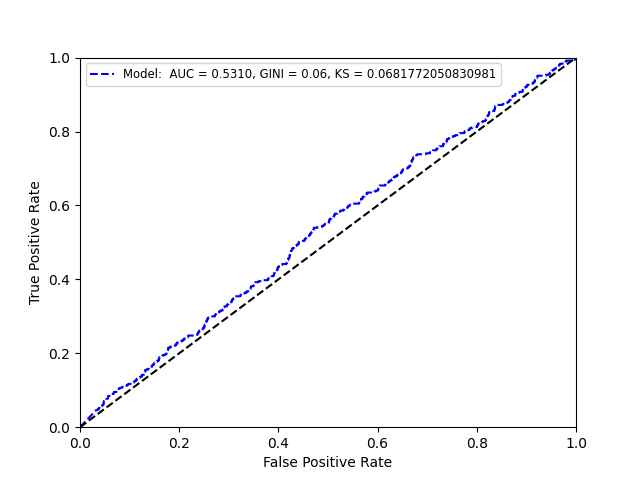 Model:  AUC = 0.5310, GINI = 0.06, KS = 0.0681772050830981
1.0
0.8
0.6
0.4
0.2
0.0
True Positive Rate
0.0 0.2 0.4 0.6 0.8 1.0
False Positive Rate